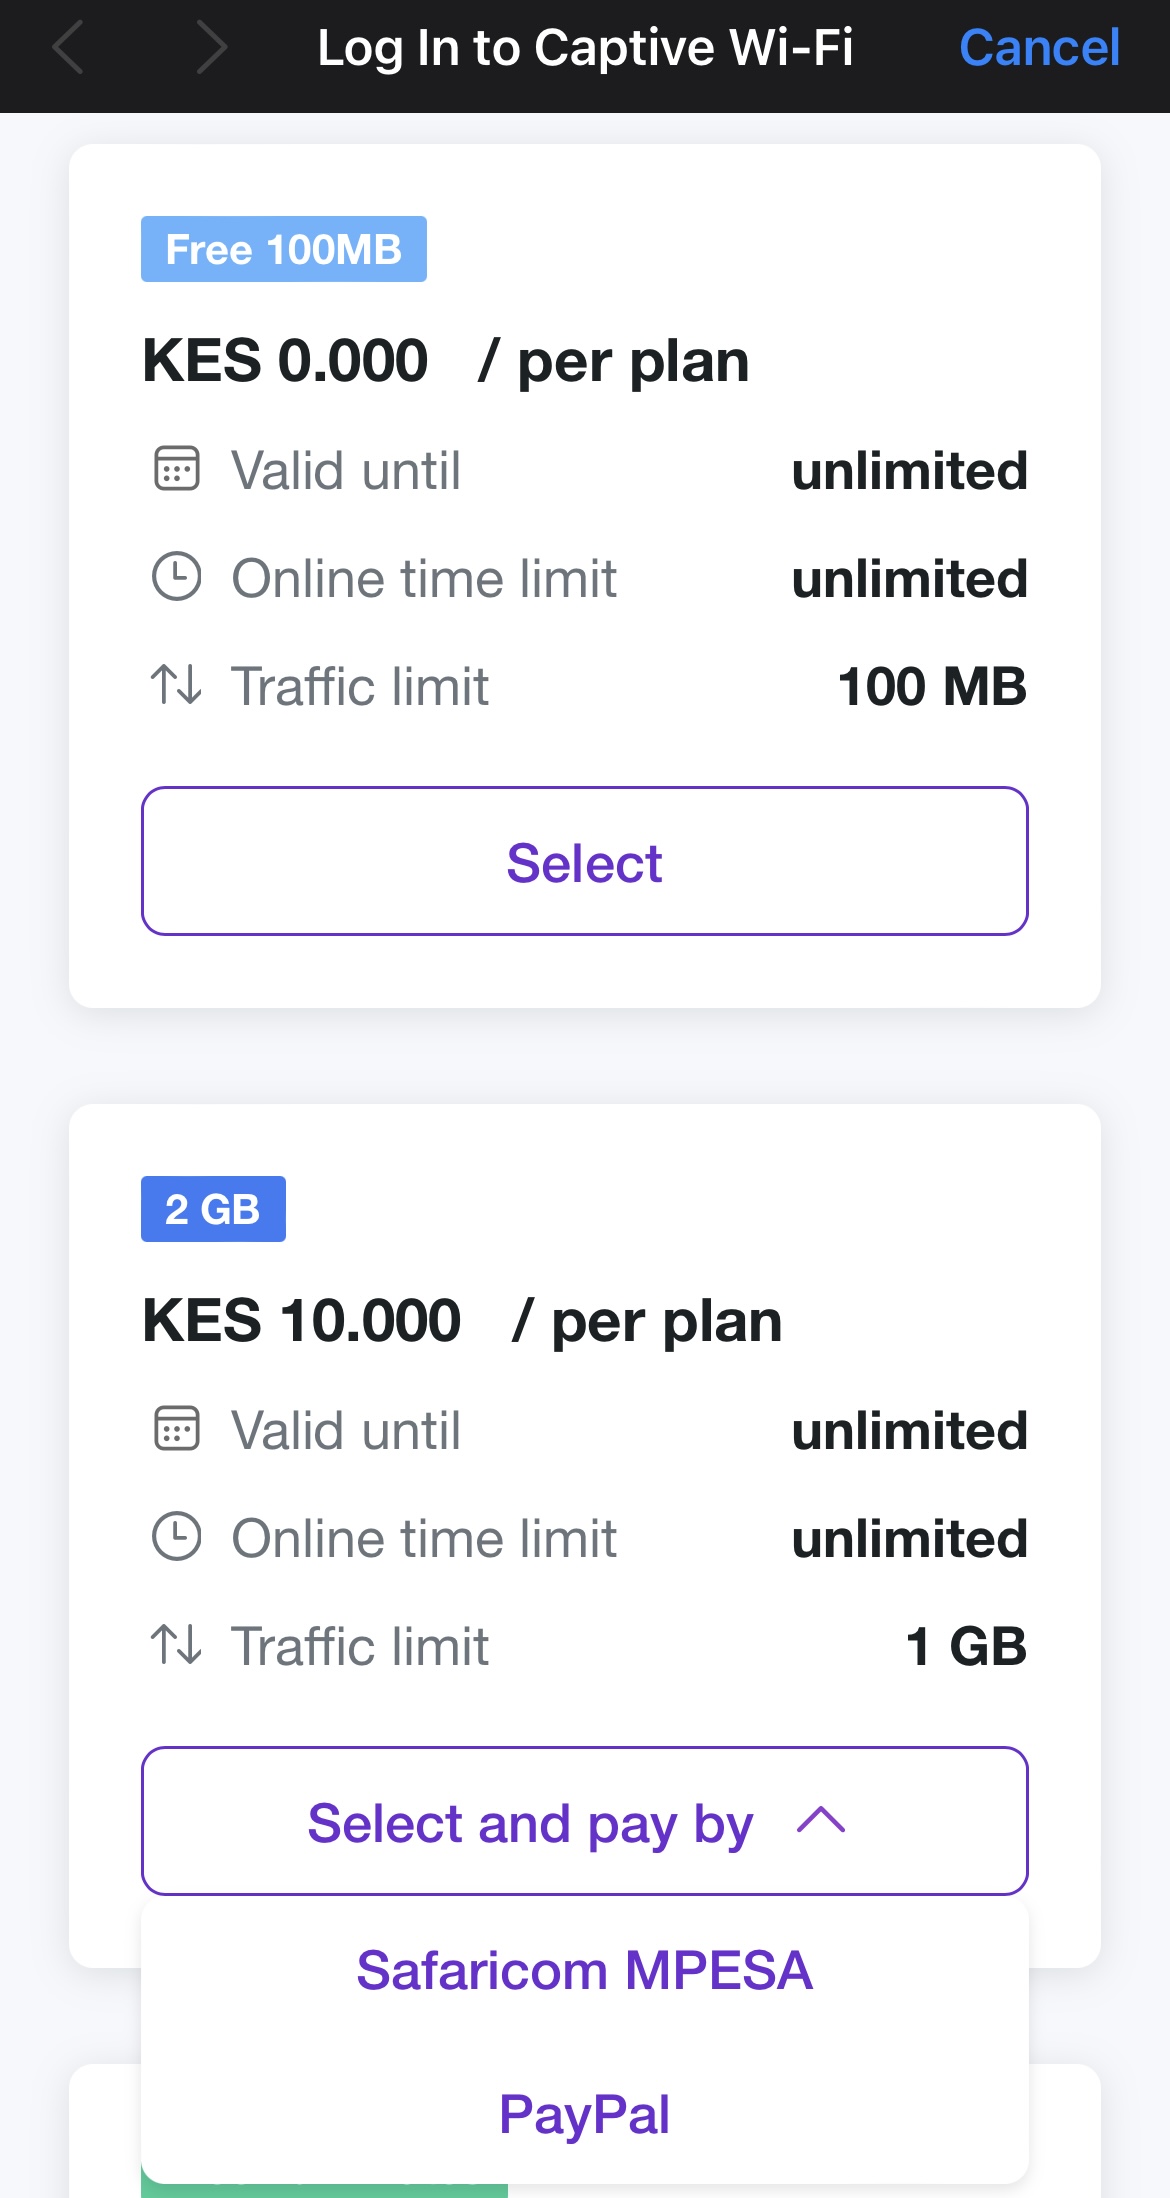 Log In to Captive Wi-Fi
Cancel
Free 100MB
KES 0.000 / per plan
Valid until unlimited
Online time limit unlimited
Traffic limit 100 MB
Select
2 GB
KES 10.000 / per plan
Valid until unlimited
Online time limit unlimited
Traffic limit 1 GB
Select and pay by
Safaricom MPESA
PayPal